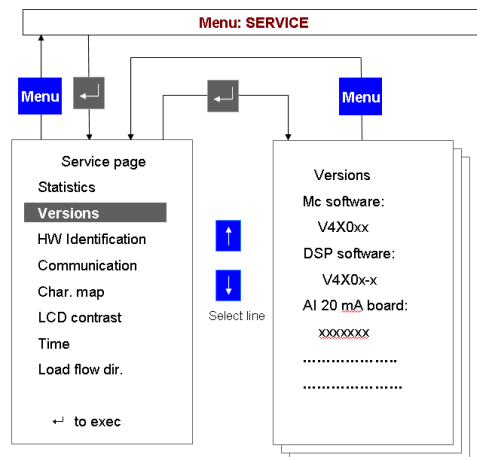 Menu: SERVICE
Menu
Menu
Service page
Statistics
Versions
HW Identification
Communication
Char. map
LCD contrast
Time
Load flow dir.
↵ to exec
↑
↓
Select line
Versions
Mc software:
V4X0xx
DSP software:
V4X0x-x
AI 20 mA board:
xxxxxxx
...................
....................